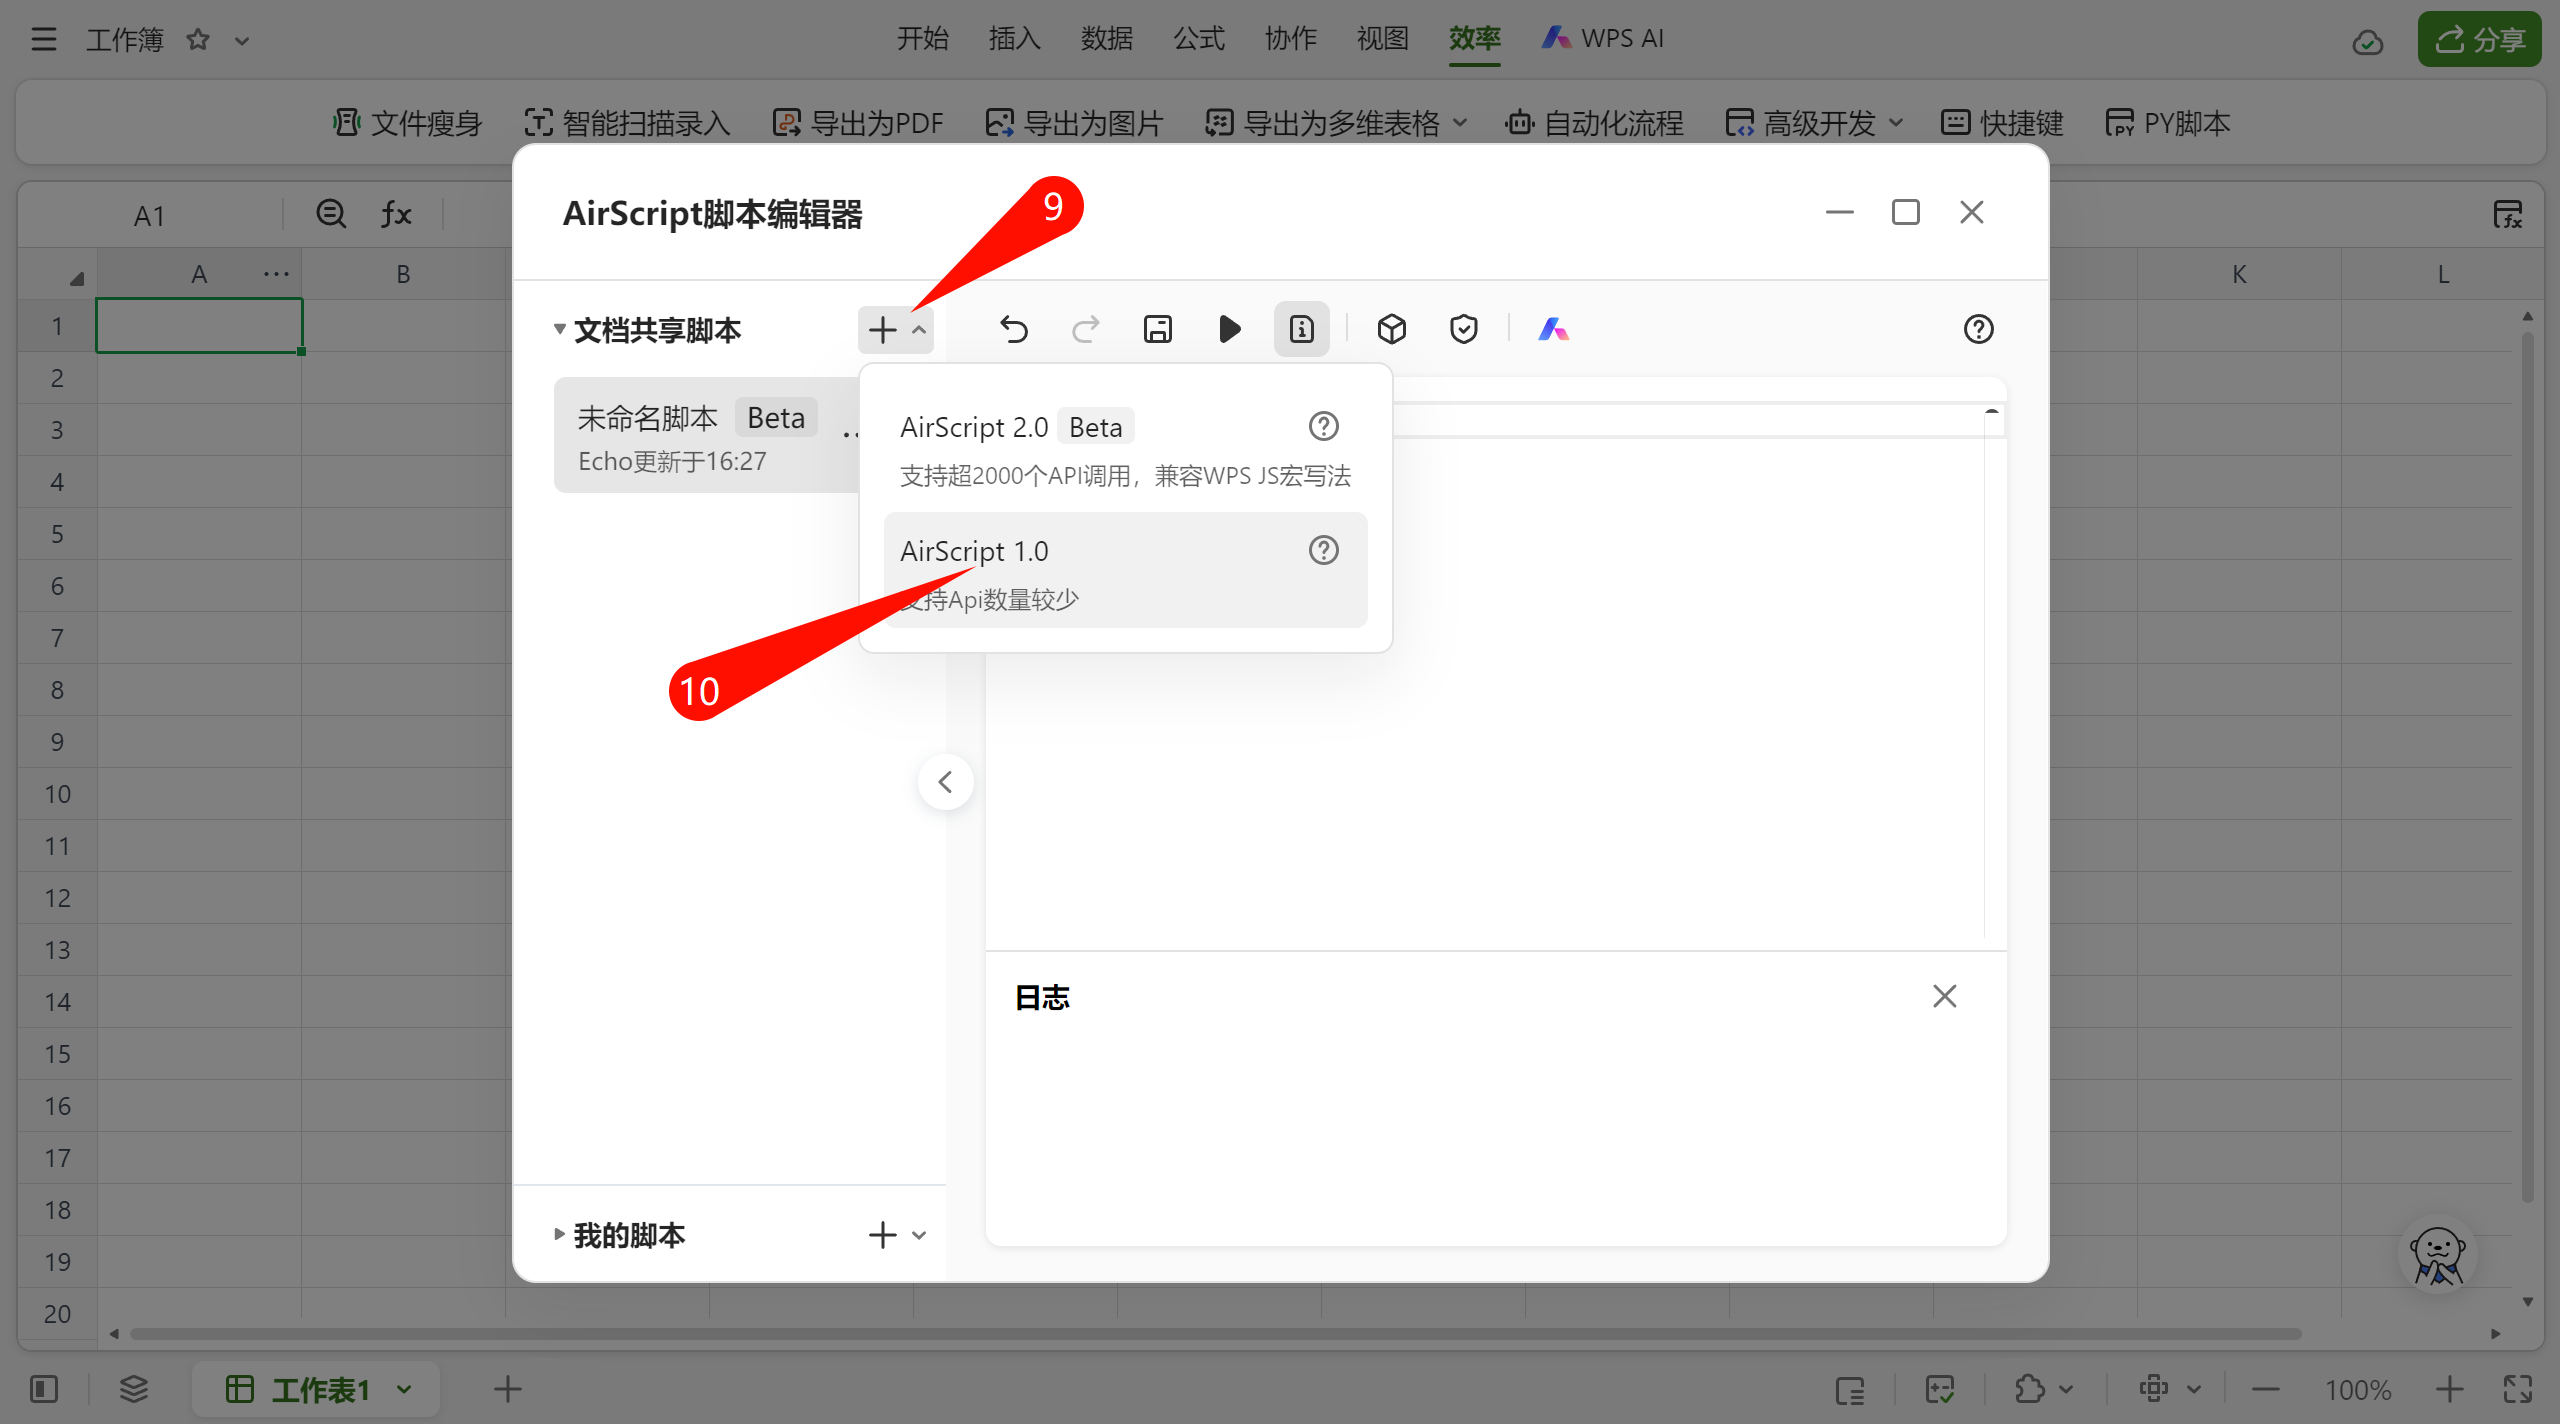 工作簿
开始 插入 数据 公式 协作 视图 效率 WPS AI
分享
文件瘦身 智能扫描录入 导出为PDF 导出为图片 导出为多维表格 自动化流程 高级开发 快捷键 PY脚本
A1
fx
A B K L
AirScript脚本编辑器
9
文档共享脚本
未命名脚本 Beta
Echo更新于16:27
AirScript 2.0 Beta
支持超2000个API调用，兼容WPS JS宏写法
AirScript 1.0
支持Api数量较少
10
日志
我的脚本
1
2
3
4
5
6
7
8
9
10
11
12
13
14
15
16
17
18
19
20
工作表1
100%